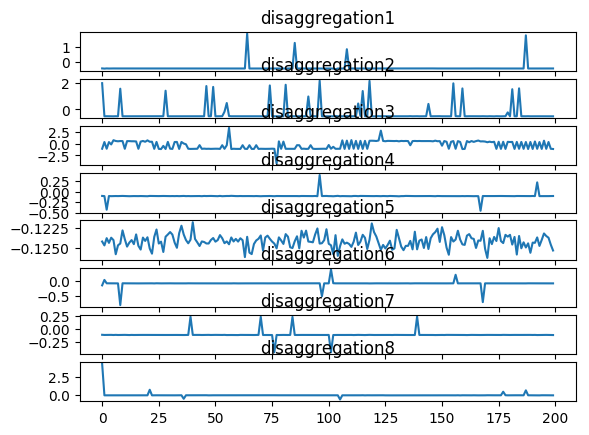 disaggregation1
1
0
disaggregation2
2
0
disaggregation3
2.5
0.0
−2.5
disaggregation4
0.25
0.00
−0.25
−0.50
disaggregation5
−0.1225
−0.1250
disaggregation6
0.0
−0.5
disaggregation7
0.25
0.00
−0.25
disaggregation8
2.5
0.0
0 25 50 75 100 125 150 175 200